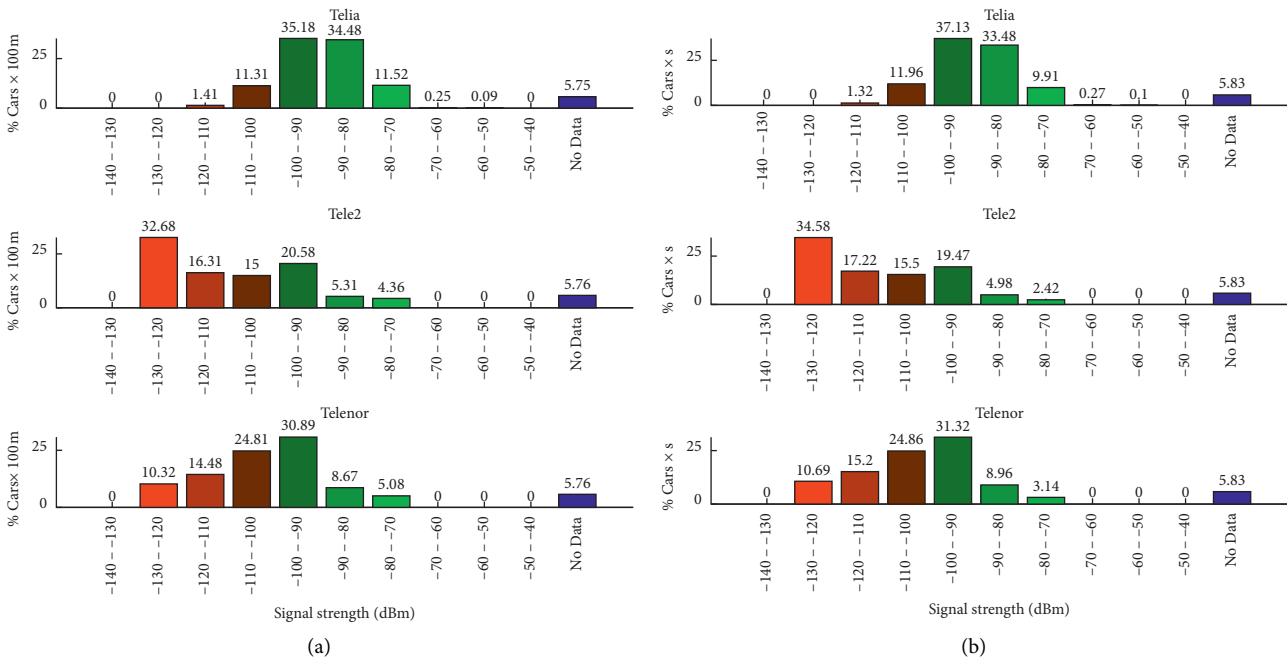 Telia
% Cars × 100 m
25
0
0 0 1.41 11.31 35.18 34.48 11.52 0.25 0.09 0 5.75
−140 – −130
−130 – −120
−120 – −110
−110 – −100
−100 – −90
−90 – −80
−80 – −70
−70 – −60
−60 – −50
−50 – −40
No Data
Tele2
% Cars × 100 m
25
0
0 32.68 16.31 15 20.58 5.31 4.36 0 0 0 5.76
−140 – −130
−130 – −120
−120 – −110
−110 – −100
−100 – −90
−90 – −80
−80 – −70
−70 – −60
−60 – −50
−50 – −40
No Data
Telenor
% Cars× 100 m
25
0
0 10.32 14.48 24.81 30.89 8.67 5.08 0 0 0 5.76
−140 – −130
−130 – −120
−120 – −110
−110 – −100
−100 – −90
−90 – −80
−80 – −70
−70 – −60
−60 – −50
−50 – −40
No Data
Signal strength (dBm)
(a)
Telia
% Cars × s
25
0
0 0 1.32 11.96 37.13 33.48 9.91 0.27 0.1 0 5.83
−140 – −130
−130 – −120
−120 – −110
−110 – −100
−100 – −90
−90 – −80
−80 – −70
−70 – −60
−60 – −50
−50 – −40
No Data
Tele2
% Cars × s
25
0
0 34.58 17.22 15.5 19.47 4.98 2.42 0 0 0 5.83
−140 – −130
−130 – −120
−120 – −110
−110 – −100
−100 – −90
−90 – −80
−80 – −70
−70 – −60
−60 – −50
−50 – −40
No Data
Telenor
% Cars × s
25
0
0 10.69 15.2 24.86 31.32 8.96 3.14 0 0 0 5.83
−140 – −130
−130 – −120
−120 – −110
−110 – −100
−100 – −90
−90 – −80
−80 – −70
−70 – −60
−60 – −50
−50 – −40
No Data
Signal strength (dBm)
(b)